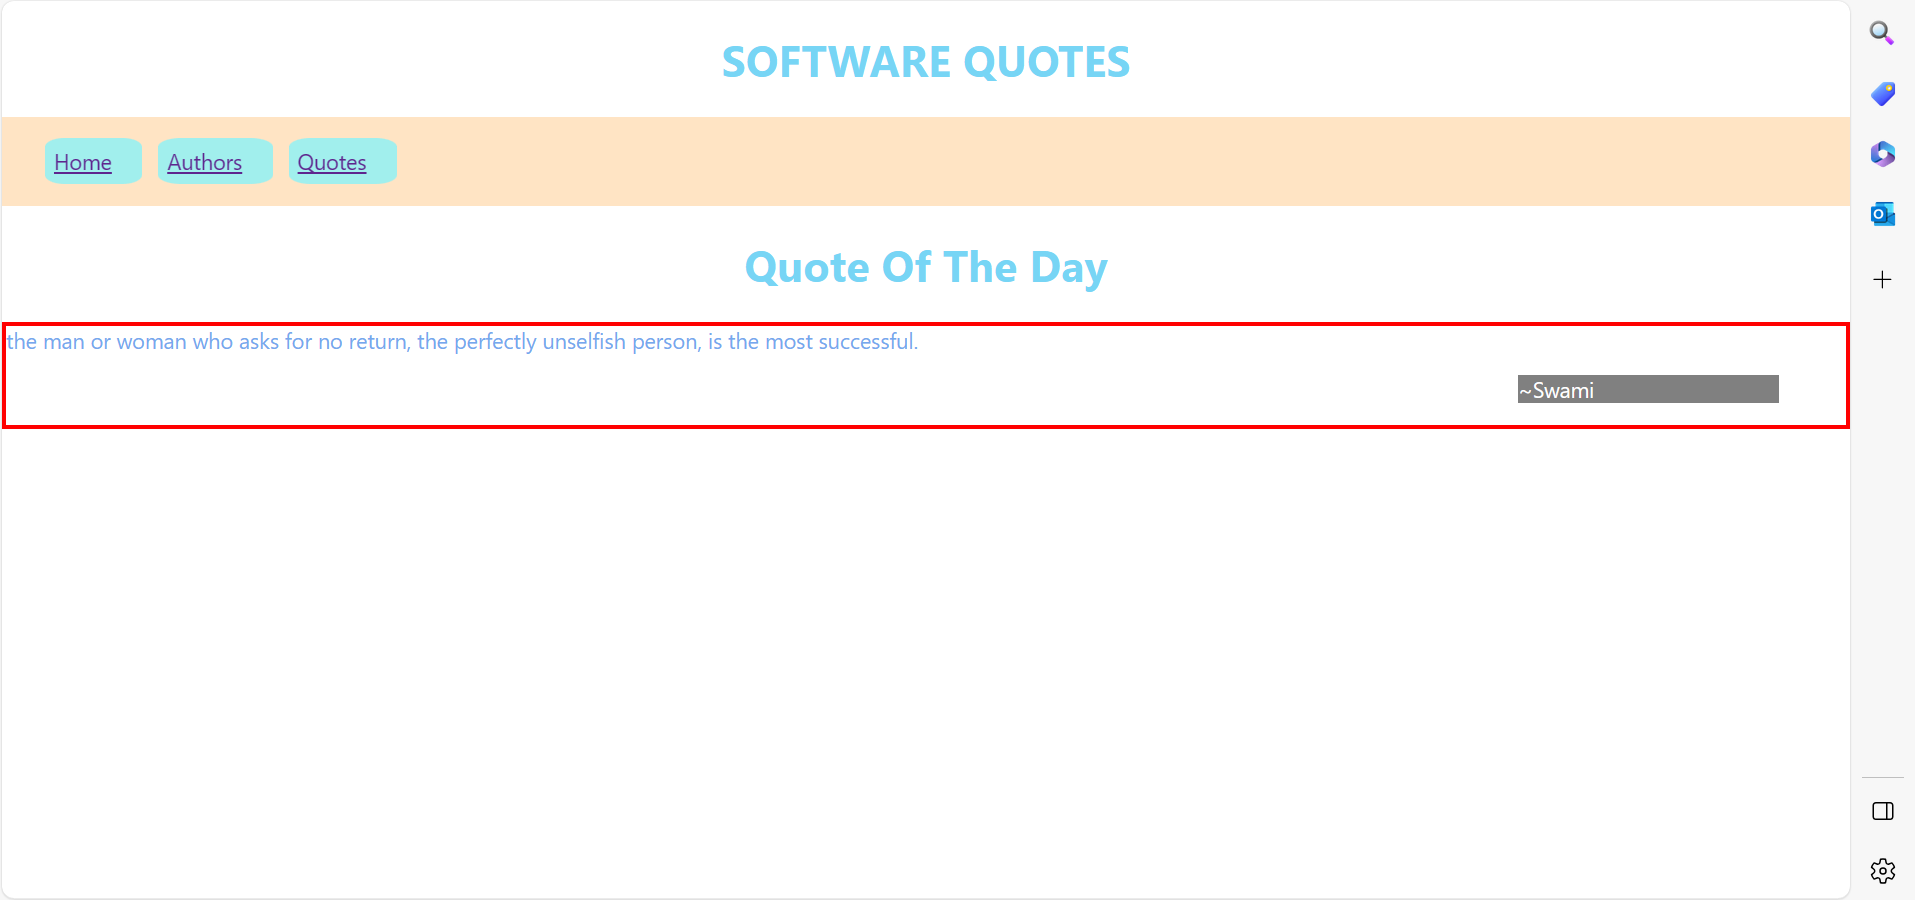 SOFTWARE QUOTES
Home Authors Quotes
Quote Of The Day
the man or woman who asks for no return, the perfectly unselfish person, is the most successful.
~Swami